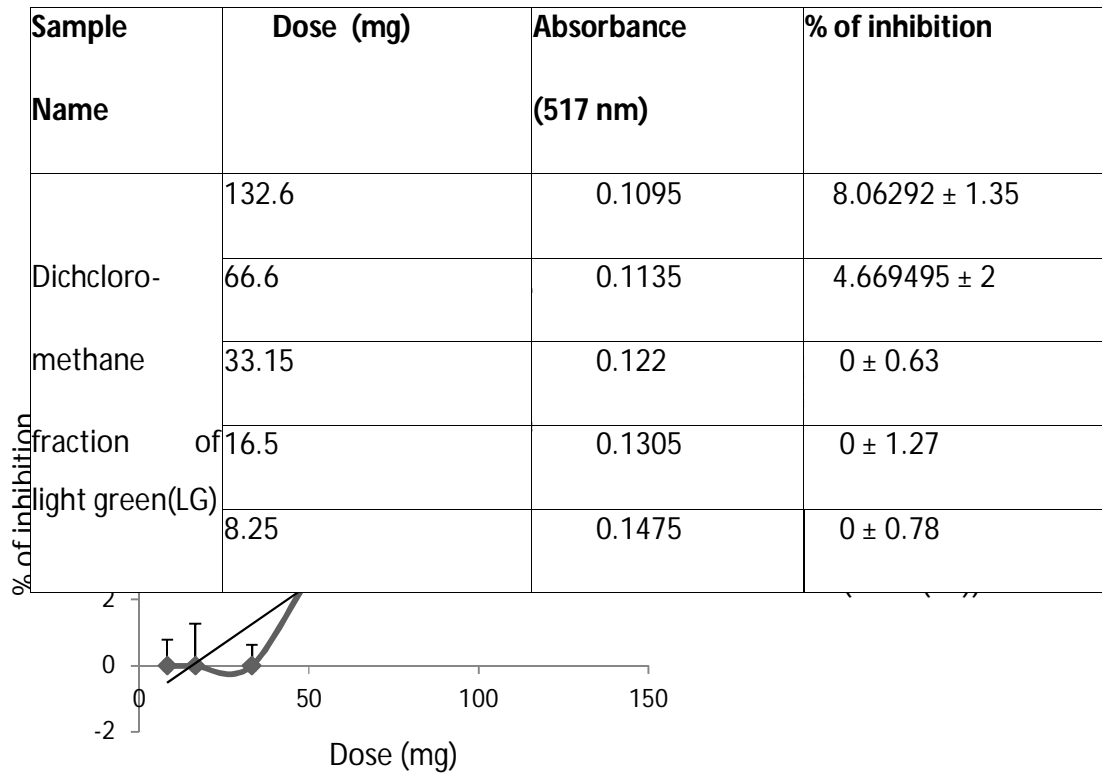 Sample Dose (mg) Absorbance % of inhibition
Name (517 nm)
132.6 0.1095 8.06292 ± 1.35
Dichcloro- 66.6 0.1135 4.669495 ± 2
methane 33.15 0.122 0 ± 0.63
fraction of 16.5 0.1305 0 ± 1.27
light green(LG)
8.25 0.1475 0 ± 0.78
% of inhibition
2
0
-2
0 50 100 150
Dose (mg)